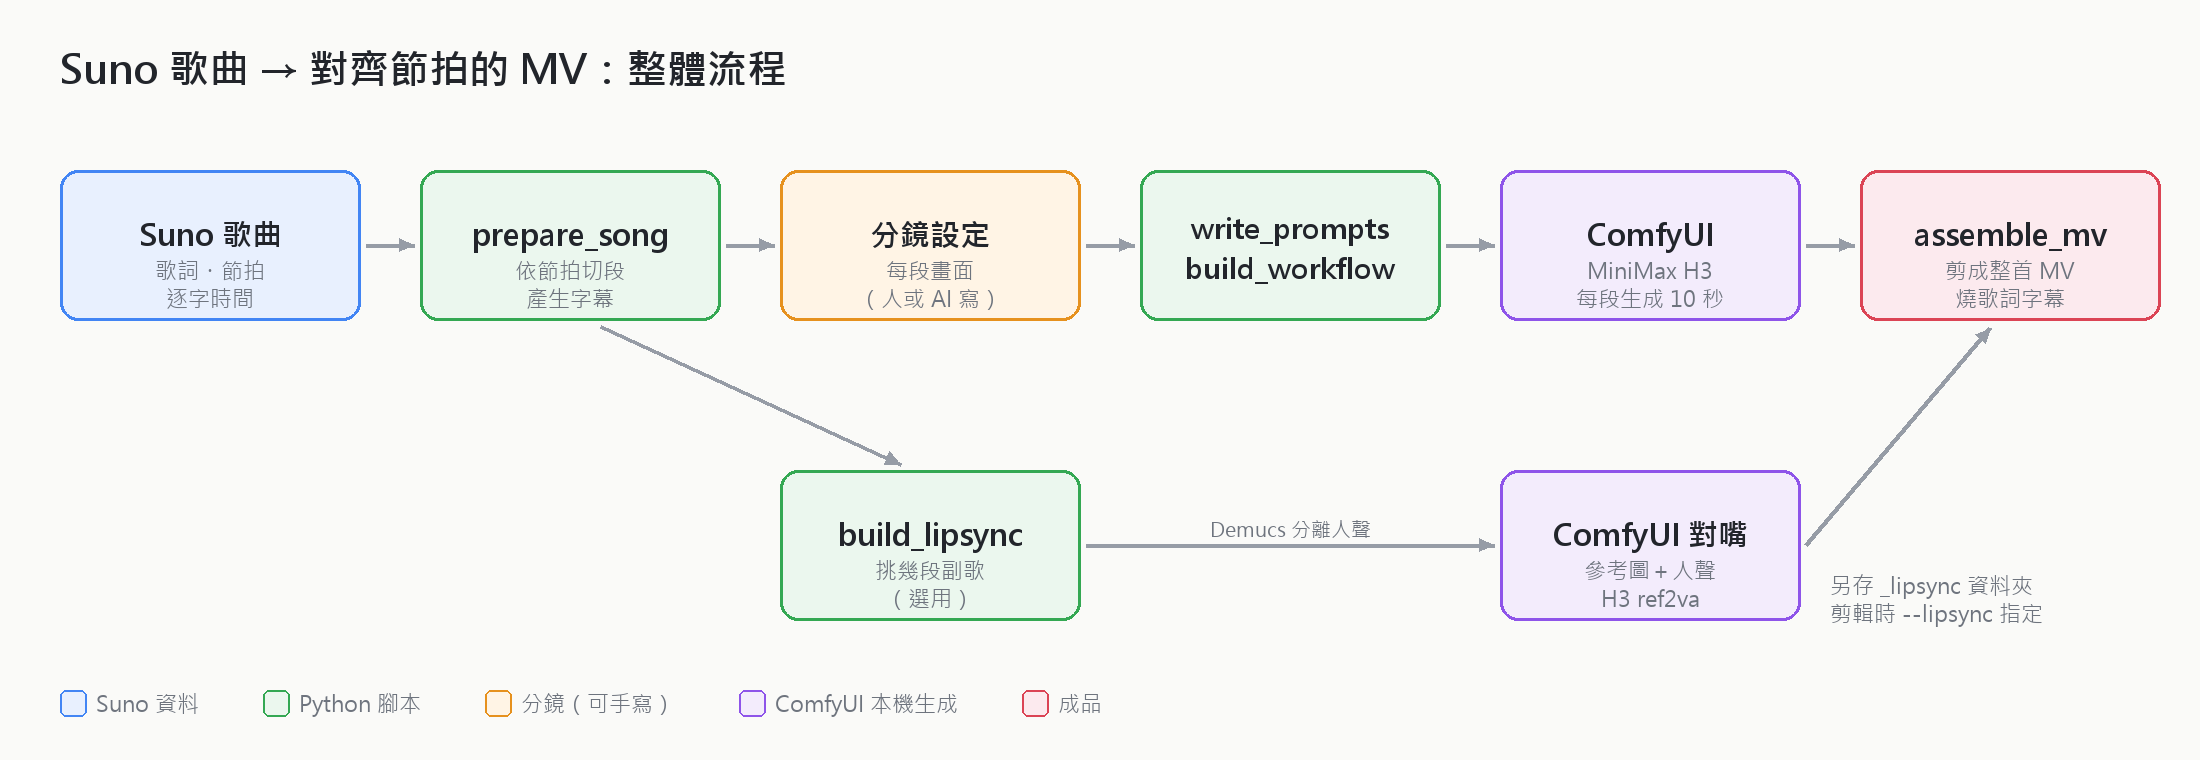 Suno 歌曲 → 對齊節拍的 MV：整體流程
Suno 歌曲
歌詞 · 節拍
逐字時間
prepare_song
依節拍切段
產生字幕
分鏡設定
每段畫面
（人或 AI 寫）
write_prompts
build_workflow
ComfyUI
MiniMax H3
每段生成 10 秒
assemble_mv
剪成整首 MV
燒歌詞字幕
build_lipsync
挑幾段副歌
（選用）
Demucs 分離人聲
ComfyUI 對嘴
參考圖＋人聲
H3 ref2va
另存 _lipsync 資料夾
剪輯時 --lipsync 指定
Suno 資料
Python 腳本
分鏡（可手寫）
ComfyUI 本機生成
成品